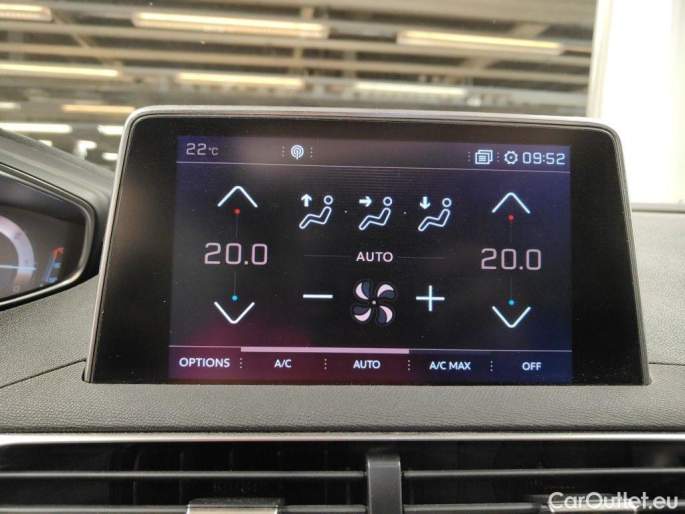 22°C 09:52
20.0 AUTO 20.0
OPTIONS A/C AUTO A/C MAX OFF
CarOutlet.eu